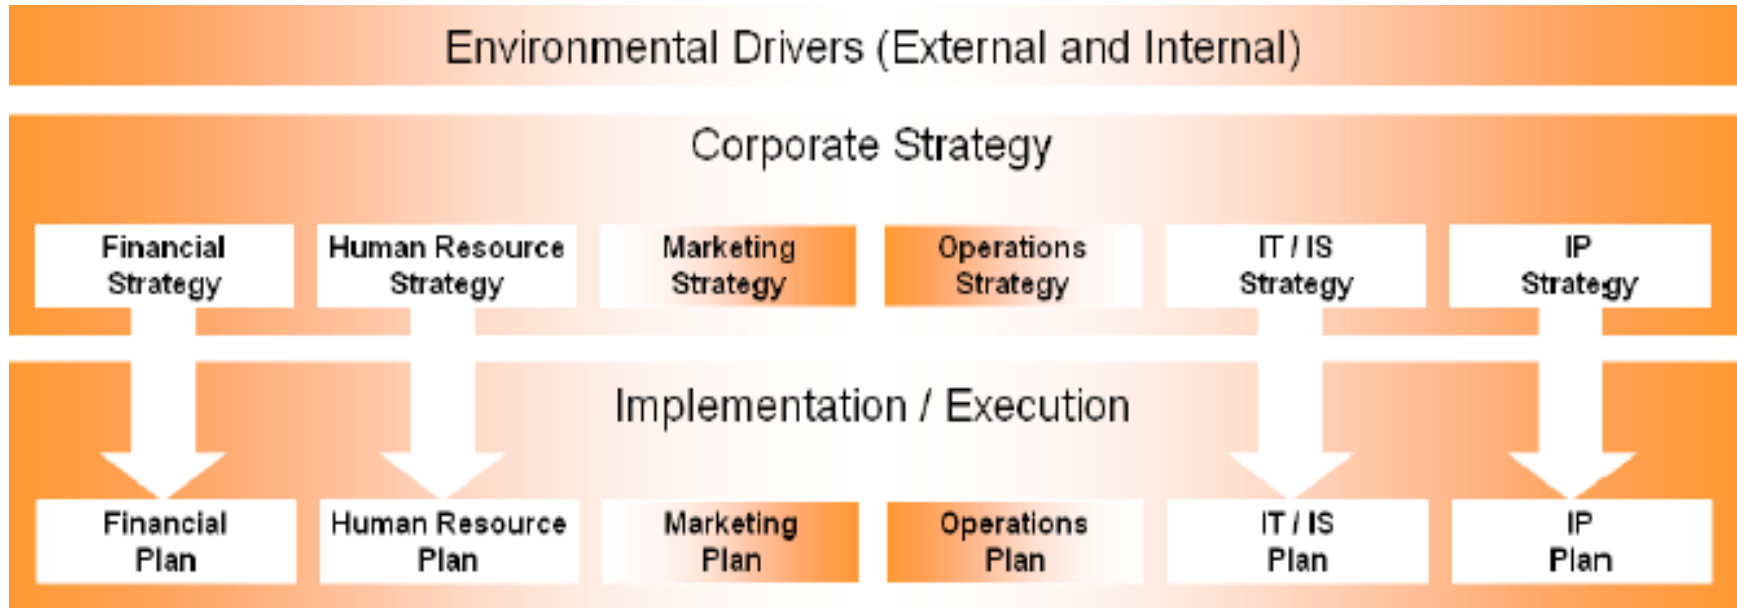 Environmental Drivers (External and Internal)
Corporate Strategy
Financial
Strategy
Human Resource
Strategy
Marketing
Strategy
Operations
Strategy
IT / IS
Strategy
IP
Strategy
Implementation / Execution
Financial
Plan
Human Resource
Plan
Marketing
Plan
Operations
Plan
IT / IS
Plan
IP
Plan